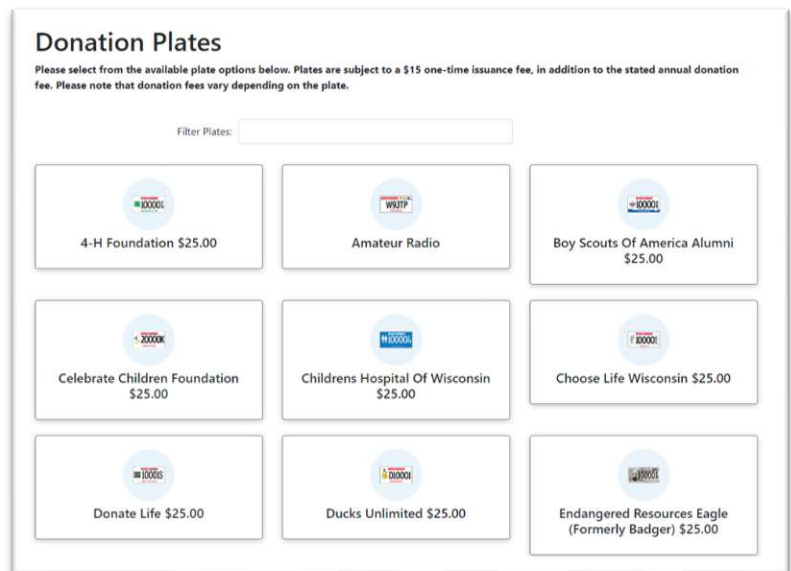 Donation Plates
Please select from the available plate options below. Plates are subject to a $15 one-time issuance fee, in addition to the stated annual donation
fee. Please note that donation fees vary depending on the plate.
Filter Plates:
4-H Foundation $25.00
W9JTP
Amateur Radio
10000I
Boy Scouts Of America Alumni
$25.00
20000K
Celebrate Children Foundation
$25.00
Childrens Hospital Of Wisconsin
$25.00
Choose Life Wisconsin $25.00
Donate Life $25.00
Ducks Unlimited $25.00
Endangered Resources Eagle
(Formerly Badger) $25.00